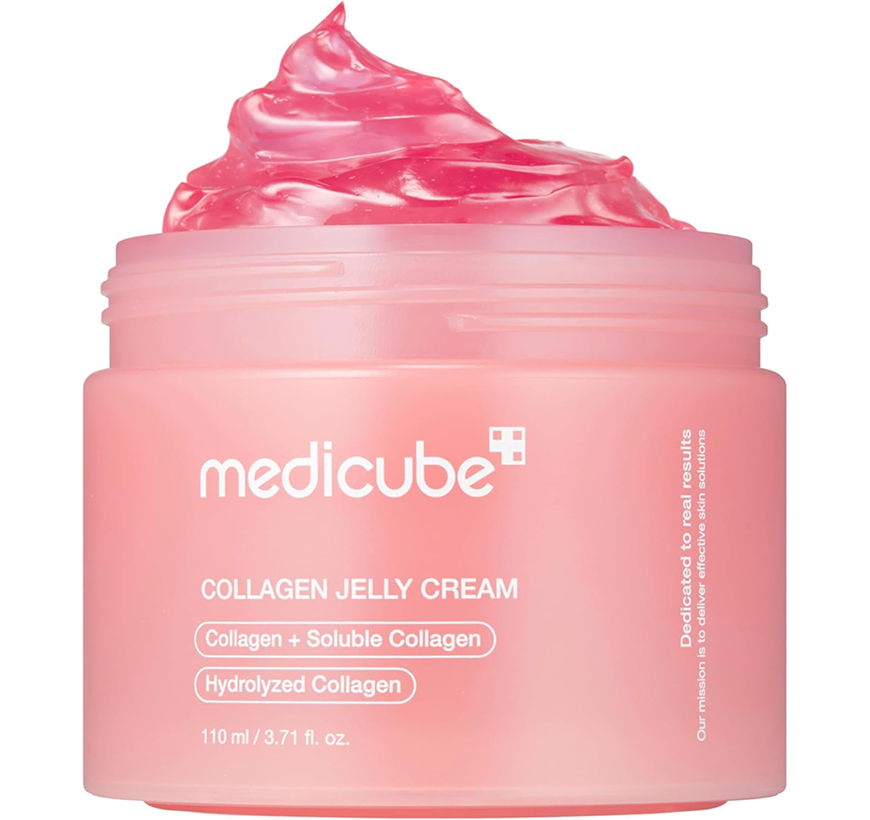 medicube
COLLAGEN JELLY CREAM
Collagen + Soluble Collagen
Hydrolyzed Collagen
110 ml / 3.71 fl. oz.
Dedicated to real results
Our mission is to deliver effective skin solutions